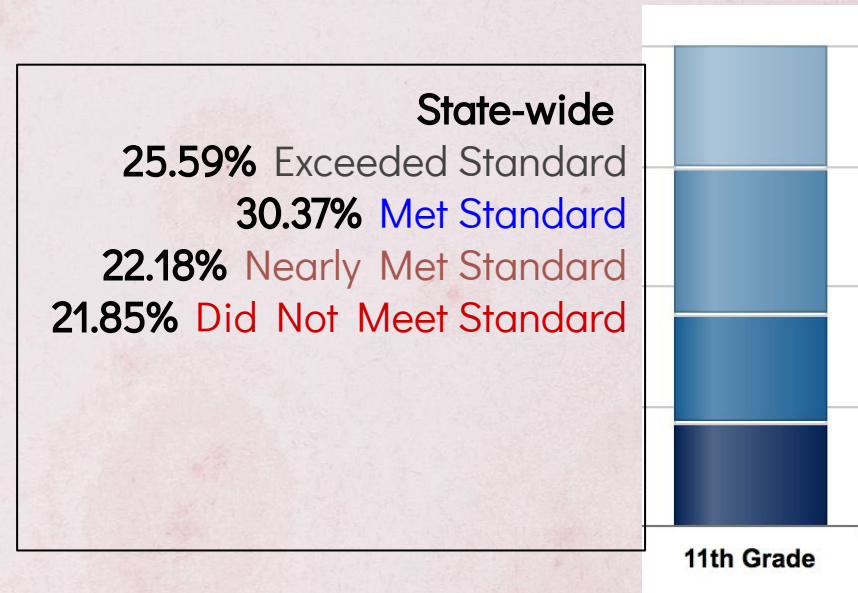 State-wide
25.59% Exceeded Standard
30.37% Met Standard
22.18% Nearly Met Standard
21.85% Did Not Meet Standard
11th Grade